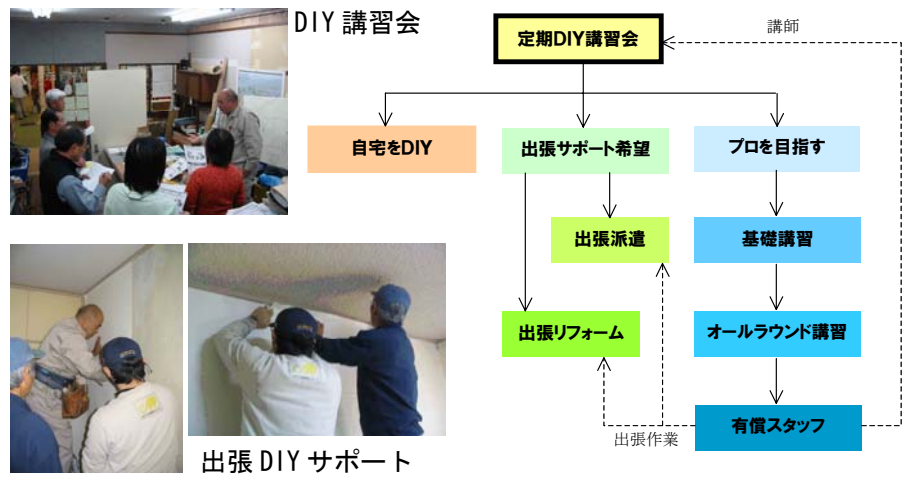 DIY 講習会
定期DIY講習会
講師
自宅をDIY
出張サポート希望
プロを目指す
出張派遣
基礎講習
出張リフォーム
オールラウンド講習
有償スタッフ
出張作業
出張 DIY サポート